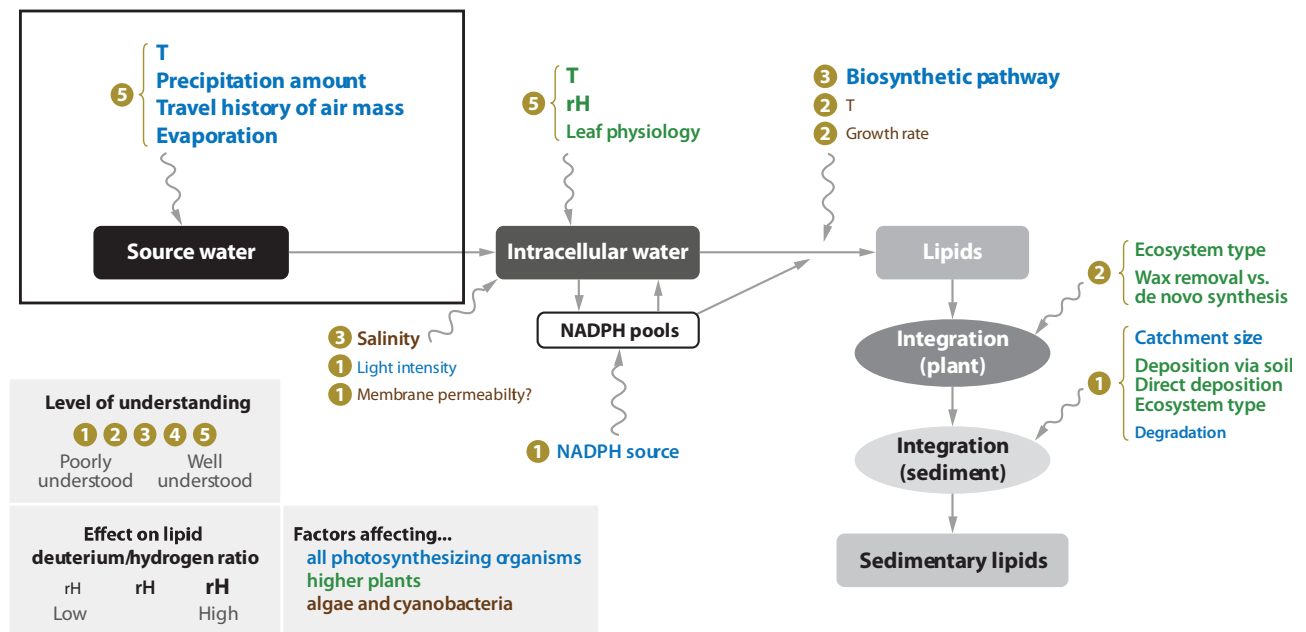 T
Precipitation amount
5
Travel history of air mass
Evaporation
T
5
rH
Leaf physiology
3 Biosynthetic pathway
2 T
2 Growth rate
Source water
Intracellular water
Lipids
NADPH pools
3 Salinity
1 Light intensity
1 Membrane permeabilty?
1 NADPH source
Ecosystem type
2
Wax removal vs.
de novo synthesis
Integration
(plant)
Catchment size
Deposition via soil
1
Direct deposition
Ecosystem type
Degradation
Integration
(sediment)
Sedimentary lipids
Level of understanding
1 2 3 4 5
Poorly understood
Well understood
Effect on lipid
deuterium/hydrogen ratio
rH rH rH
Low High
Factors affecting...
all photosynthesizing organisms
higher plants
algae and cyanobacteria